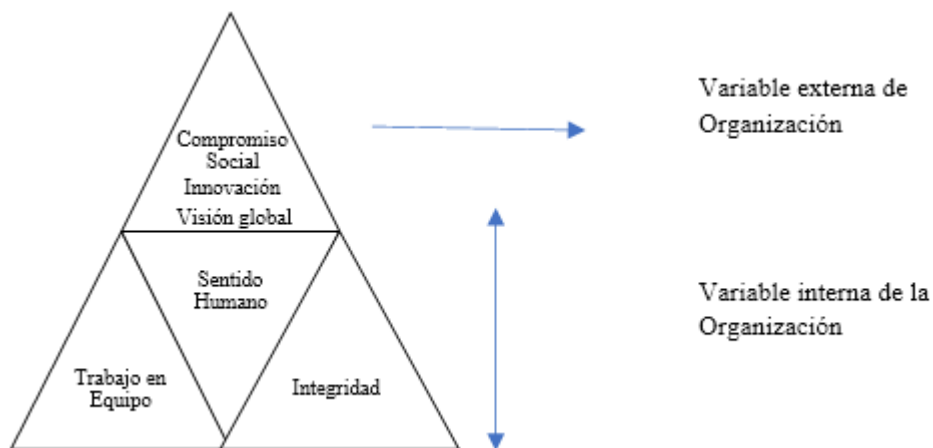 Compromiso
Social
Innovación
Visión global
Variable externa de
Organización
Sentido
Humano
Variable interna de la
Organización
Trabajo en
Equipo
Integridad